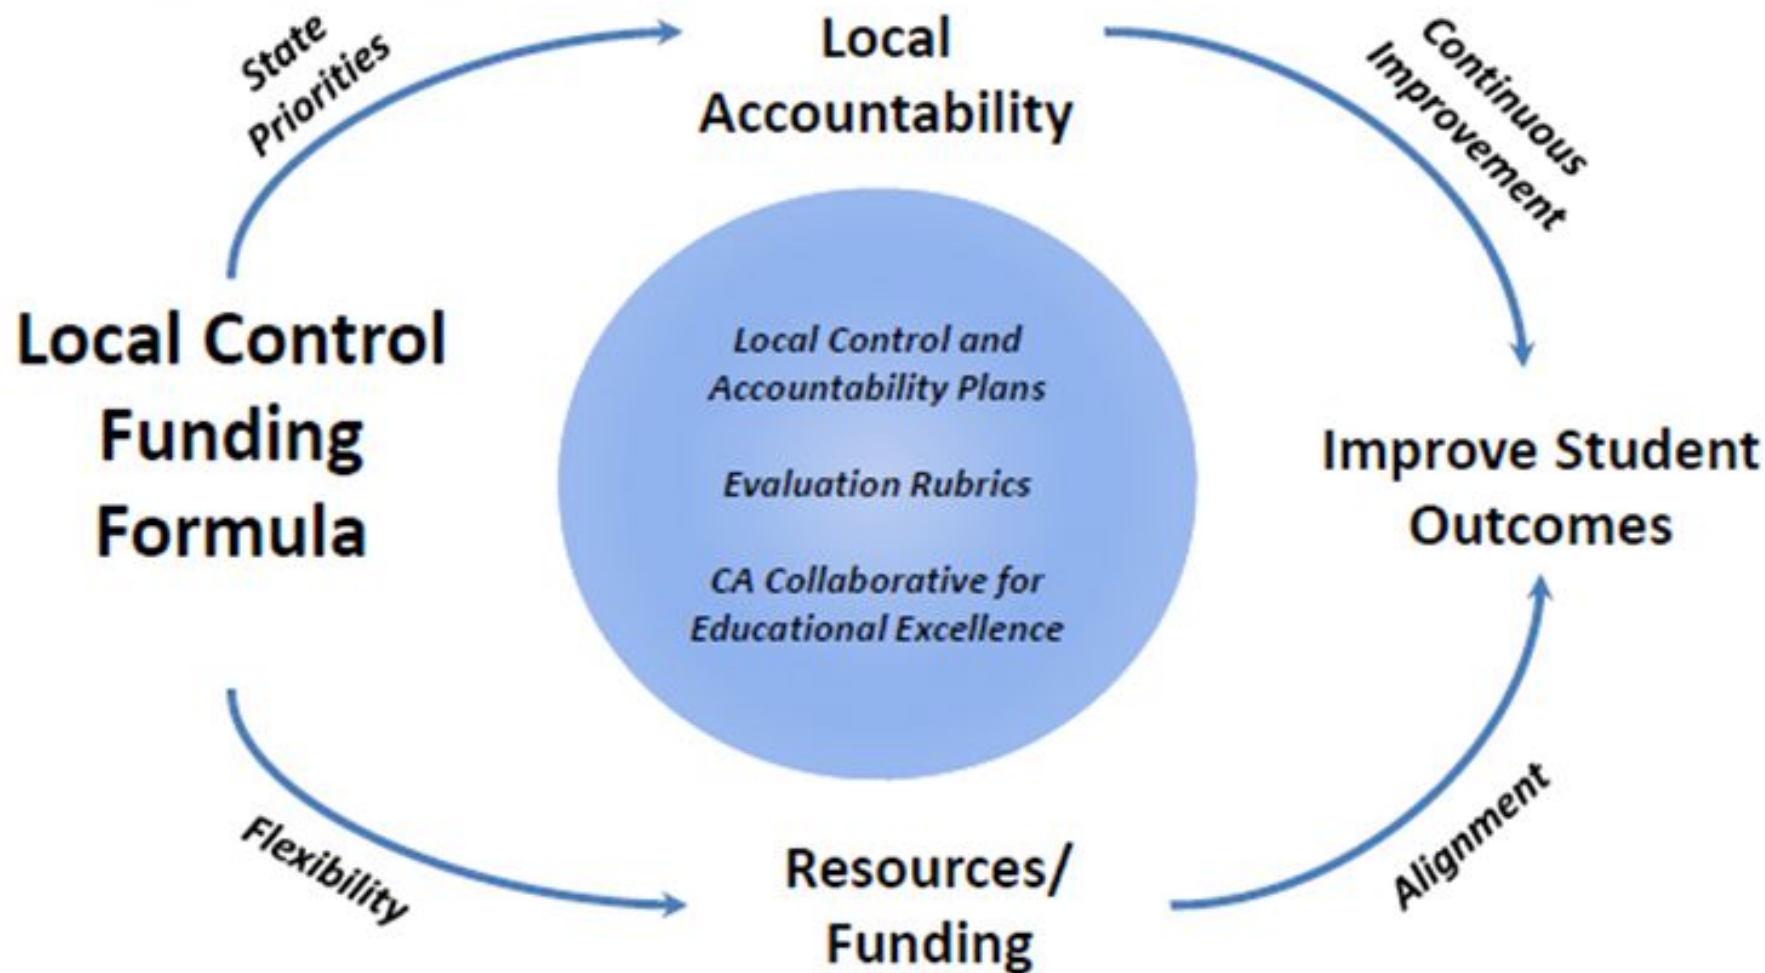 State
Priorities
Local
Accountability
Continuous
Improvement
Local Control
Funding
Formula
Local Control and
Accountability Plans
Evaluation Rubrics
CA Collaborative for
Educational Excellence
Improve Student
Outcomes
Flexibility
Resources/
Funding
Alignment